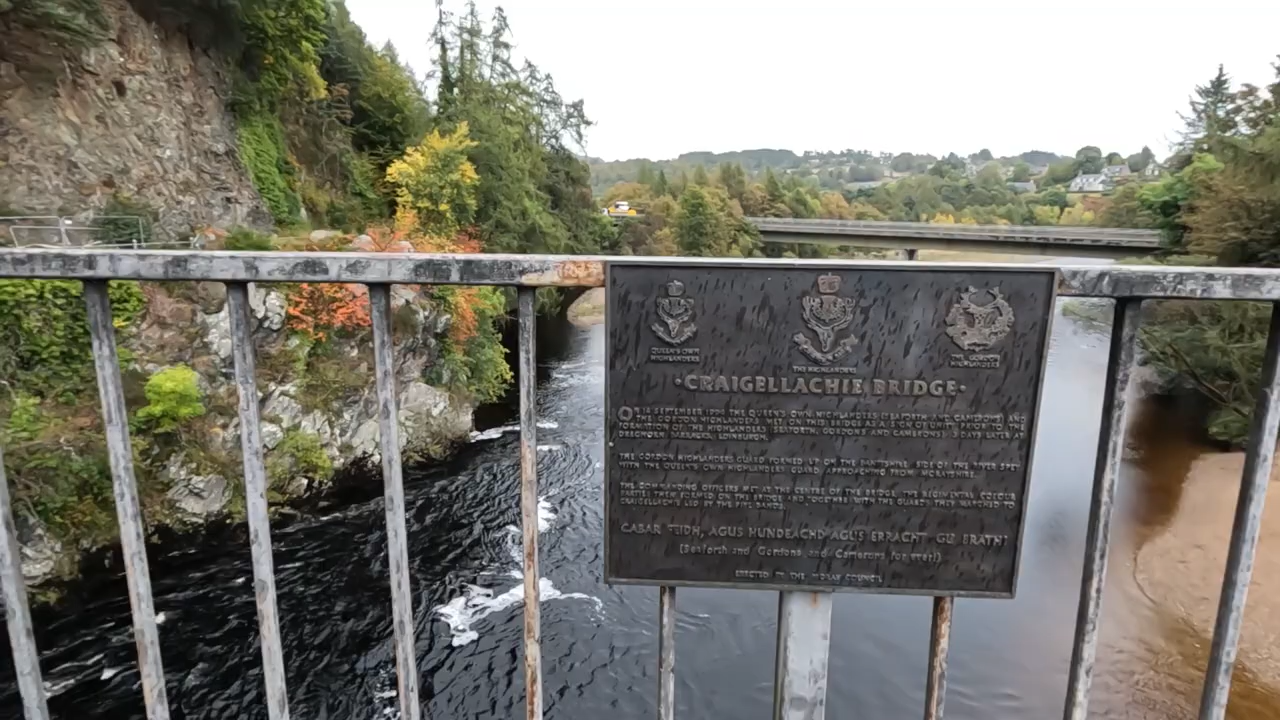 QUEEN'S OWN
HIGHLANDERS
THE HIGHLANDERS
THE GORDON
HIGHLANDERS
·CRAIGELLACHIE BRIDGE·
ON 14 SEPTEMBER 1994 THE QUEEN'S OWN HIGHLANDERS (SEAFORTH AND CAMERONS) AND
THE GORDON HIGHLANDERS MET ON THIS BRIDGE AS A SIGN OF UNITY PRIOR TO
FORMATION OF THE HIGHLANDERS (SEAFORTH, GORDONS AND CAMERONS) 3 DAYS LATER AT
DREGHORN BARRACKS, EDINBURGH.
THE GORDON HIGHLANDERS GUARD FORMED UP ON THE BANFFSHIRE SIDE OF THE RIVER SPEY
WITH THE QUEEN'S OWN HIGHLANDERS GUARD APPROACHING FROM MORAYSHIRE.
THE COMMANDING OFFICERS MET AT THE CENTRE OF THE BRIDGE. THE REGIMENTAL COLOUR
PARTIES THEN FORMED ON THE BRIDGE AND TOGETHER WITH THE GUARDS THEY MARCHED TO
CRAIGELLACHIE LED BY THE PIPE BANDS.
CABAR FEIDH, AGUS HUNDEACHD AGUS ERRACHT GU BRATH!
(Seaforth and Gordons and Camerons for ever!)
ERECTED BY THE MORAY COUNCIL